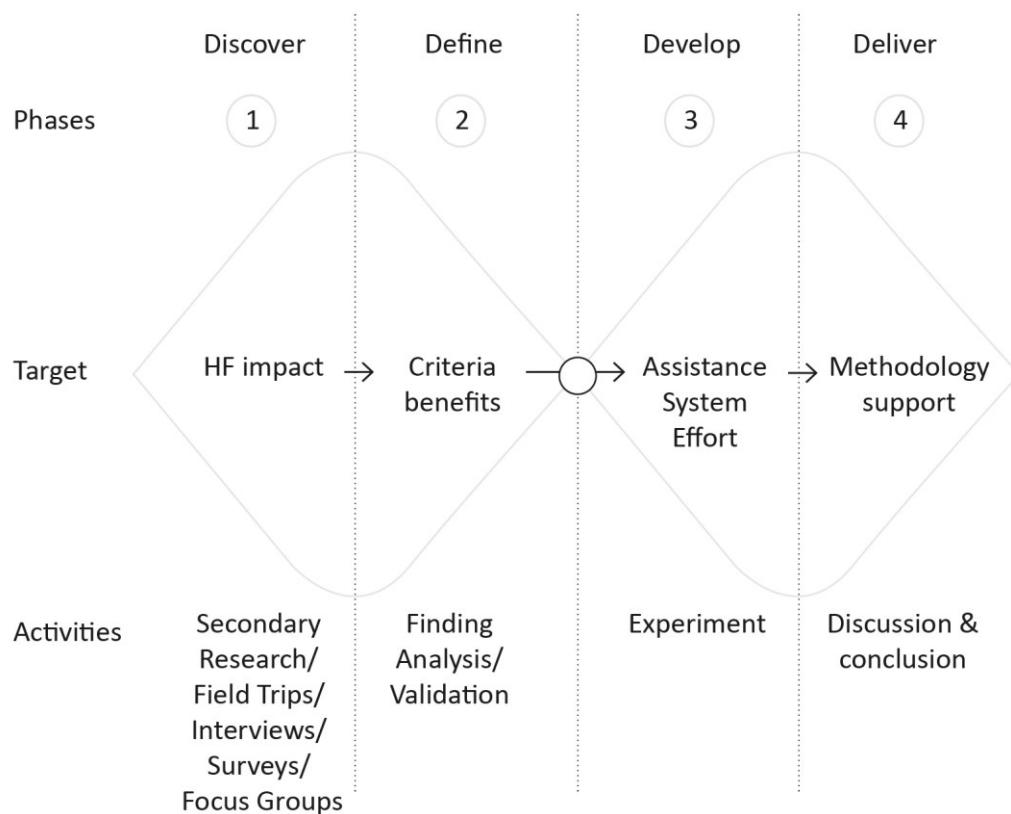 Discover Define Develop Deliver
Phases 1 2 3 4
Target HF impact Criteria benefits Assistance System Effort Methodology support
Activities
Secondary
Research/
Field Trips/
Interviews/
Surveys/
Focus Groups
Finding
Analysis/
Validation
Experiment
Discussion &
conclusion